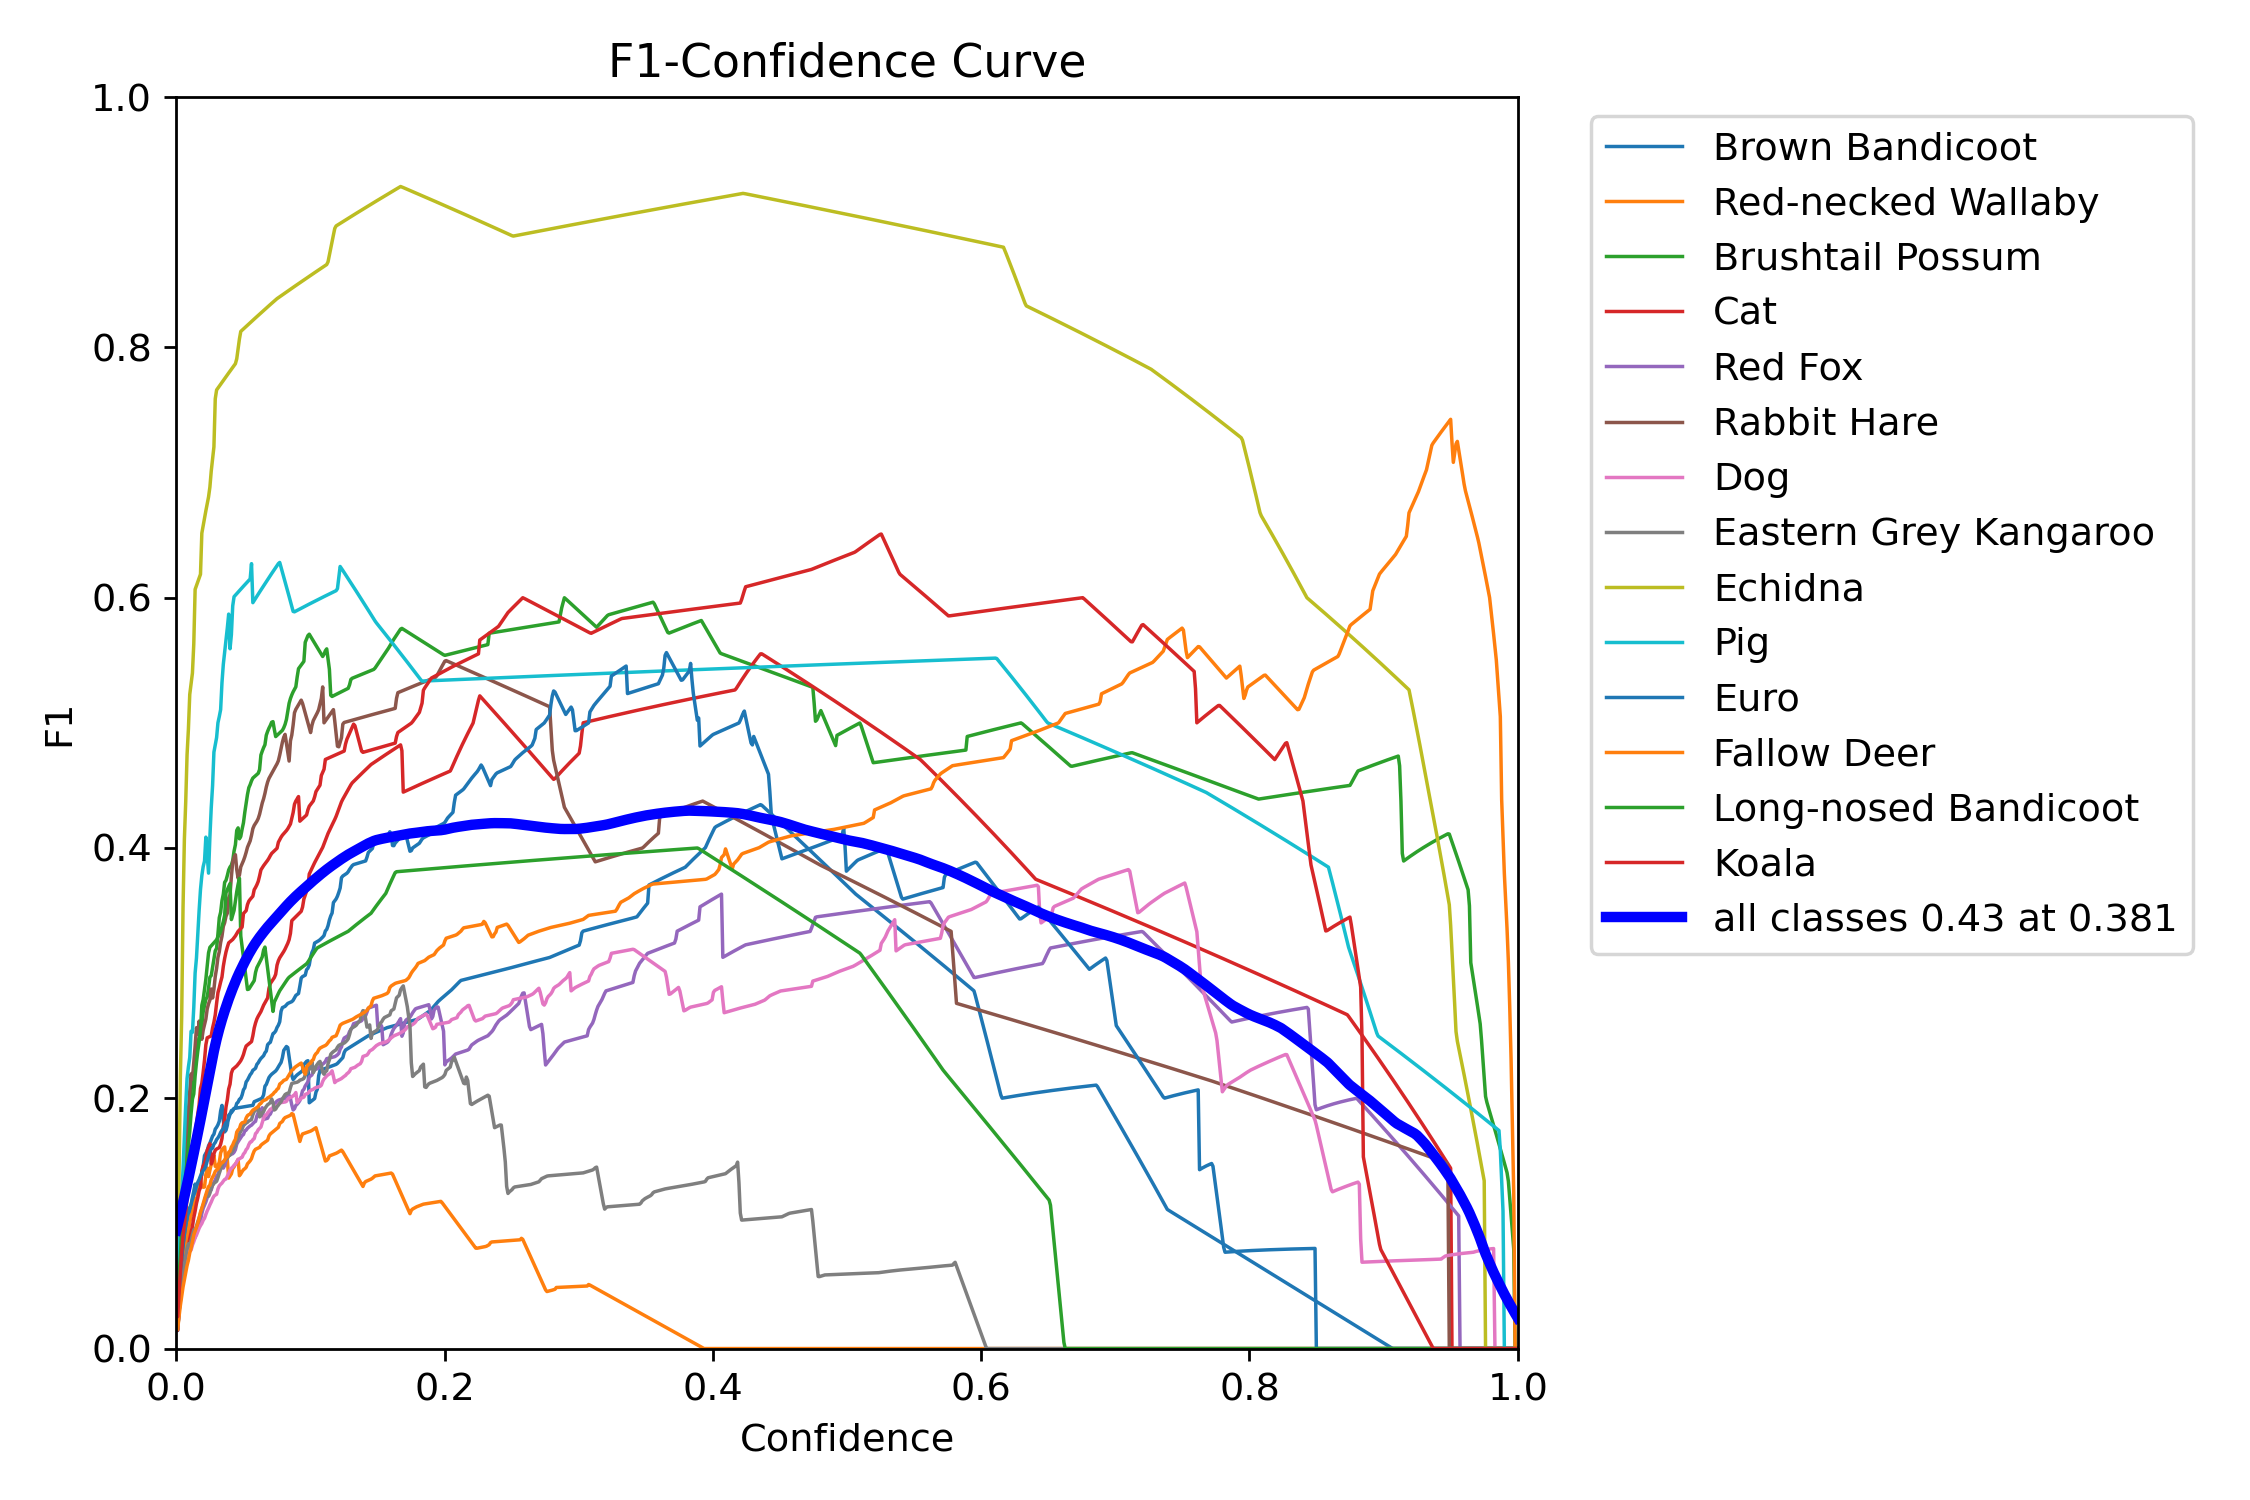 F1-Confidence Curve
1.0
0.8
0.6
0.4
0.2
0.0
F1
0.0 0.2 0.4 0.6 0.8 1.0
Confidence
Brown Bandicoot
Red-necked Wallaby
Brushtail Possum
Cat
Red Fox
Rabbit Hare
Dog
Eastern Grey Kangaroo
Echidna
Pig
Euro
Fallow Deer
Long-nosed Bandicoot
Koala
all classes 0.43 at 0.381